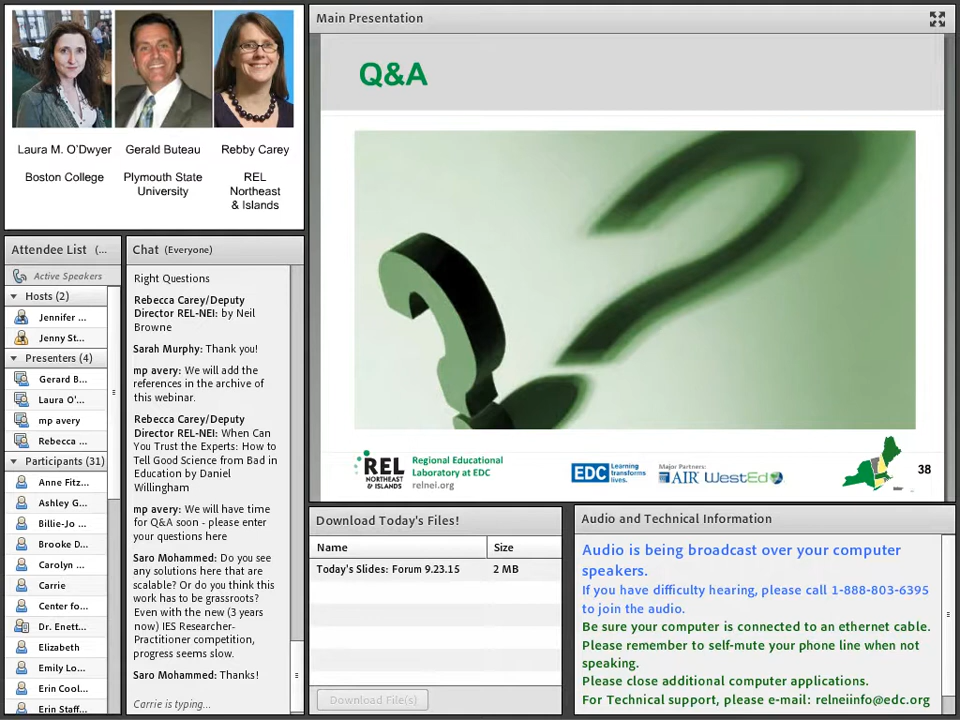 Laura M. O'Dwyer
Gerald Buteau
Rebby Carey
Boston College
Plymouth State
University
REL
Northeast
& Islands
Main Presentation
Q&A
REL
NORTHEAST
& ISLANDS
Regional Educational
Laboratory at EDC
relnei.org
EDC
Learning
transforms
lives.
Major Partners:
AIR
WestEd
38
Attendee List (...
Active Speakers
Hosts (2)
Jennifer ...
Jenny St...
Presenters (4)
Gerard B...
Laura O'...
mp avery
Rebecca ...
Participants (31)
Anne Fitz...
Ashley G...
Billie-Jo ...
Brooke D...
Carolyn ...
Carrie
Center fo...
Dr. Enett...
Elizabeth
Emily Lo...
Erin Cool...
Erin Staff...
Chat (Everyone)
Right Questions
Rebecca Carey/Deputy
Director REL-NEI: by Neil
Browne
Sarah Murphy: Thank you!
mp avery: We will add the
references in the archive of
this webinar.
Rebecca Carey/Deputy
Director REL-NEI: When Can
You Trust the Experts: How to
Tell Good Science from Bad in
Education by Daniel
Willingham
mp avery: We will have time
for Q&A soon - please enter
your questions here
Saro Mohammed: Do you see
any solutions here that are
scalable? Or do you think this
work has to be grassroots?
Even with the new (3 years
now) IES Researcher-
Practitioner competition,
progress seems slow.
Saro Mohammed: Thanks!
Carrie is typing...
Download Today's Files!
Name
Size
Today's Slides: Forum 9.23.15
2 MB
Download File(s)
Audio and Technical Information
Audio is being broadcast over your computer
speakers.
If you have difficulty hearing, please call 1-888-803-6395
to join the audio.
Be sure your computer is connected to an ethernet cable.
Please remember to self-mute your phone line when not
speaking.
Please close additional computer applications.
For Technical support, please e-mail: relneiinfo@edc.org